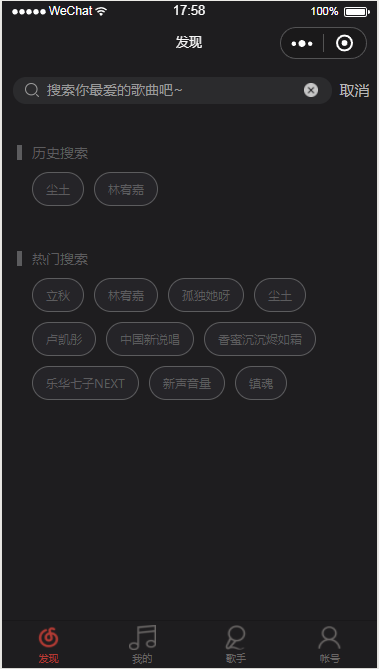 WeChat 17:58 100%
发现
搜索你最爱的歌曲吧~ 取消
历史搜索
尘土 林宥嘉
热门搜索
立秋 林宥嘉 孤独她呀 尘土
卢凯彤 中国新说唱 香蜜沉沉烬如霜
乐华七子NEXT 新声音量 镇魂
发现 我的 歌手 帐号